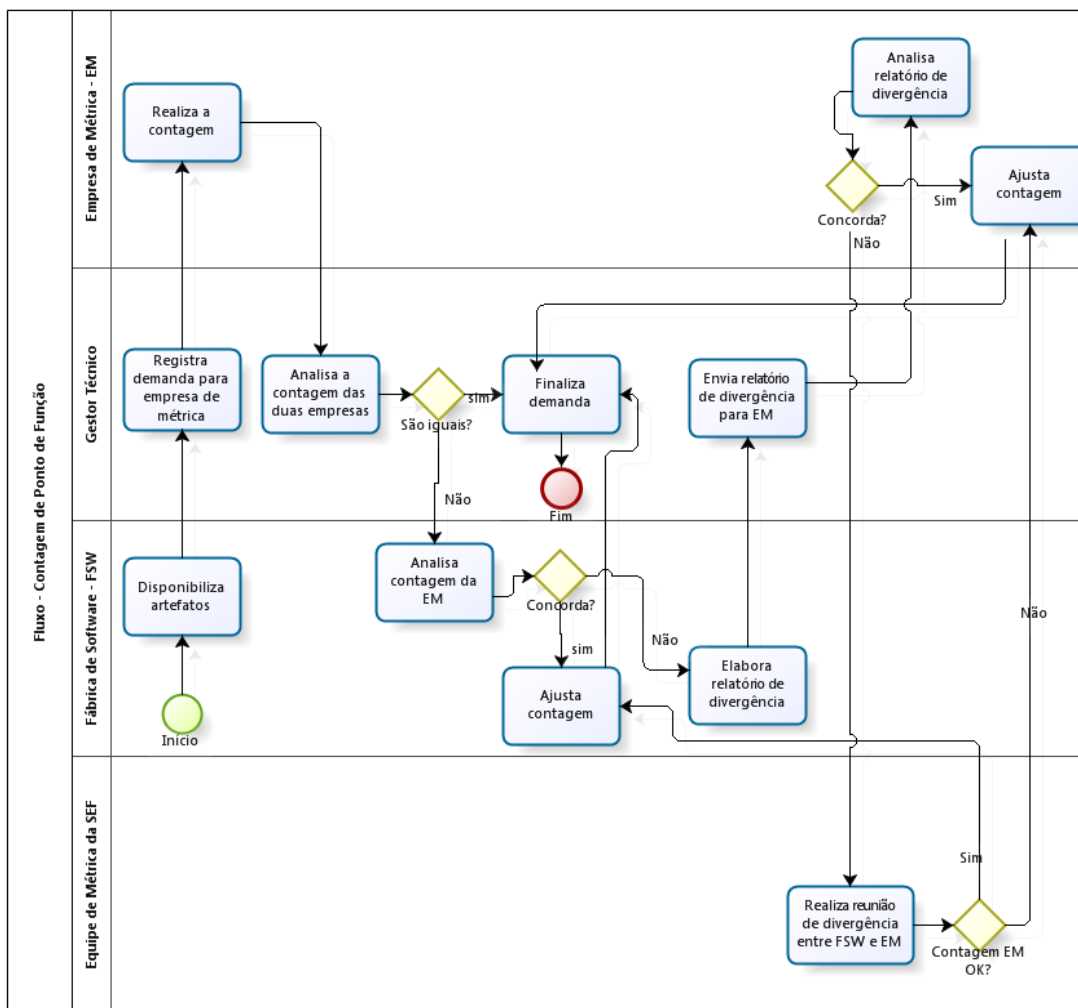 Fluxo - Contagem de Ponto de Função
Empresa de Métrica - EM
Realiza a
contagem
Analisa
relatório de
divergência
Concorda?
Sim
Não
Ajusta
contagem
Gestor Técnico
Registra
demanda para
empresa de
métrica
Analisa a
contagem das
duas empresas
São iguais?
sim
Não
Finaliza
demanda
Fim
Envia relatório
de divergência
para EM
Fábrica de Software - FSW
Disponibiliza
artefatos
Início
Analisa
contagem da
EM
Concorda?
sim
Não
Ajusta
contagem
Elabora
relatório de
divergência
Não
Equipe de Métrica da SEF
Realiza reunião
de divergência
entre FSW e EM
Sim
Contagem EM
OK?